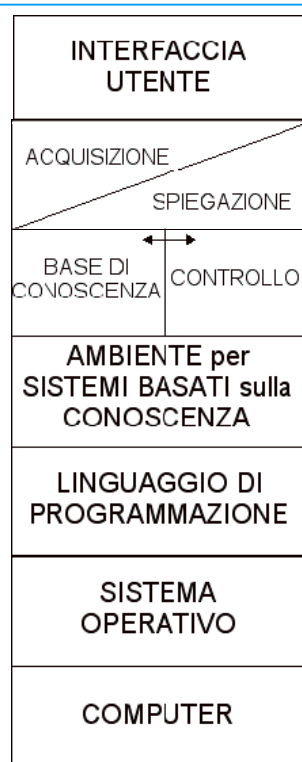 INTERFACCIA
UTENTE
ACQUISIZIONE
SPIEGAZIONE
BASE DI
CONOSCENZA
CONTROLLO
AMBIENTE per
SISTEMI BASATI sulla
CONOSCENZA
LINGUAGGIO DI
PROGRAMMAZIONE
SISTEMA
OPERATIVO
COMPUTER